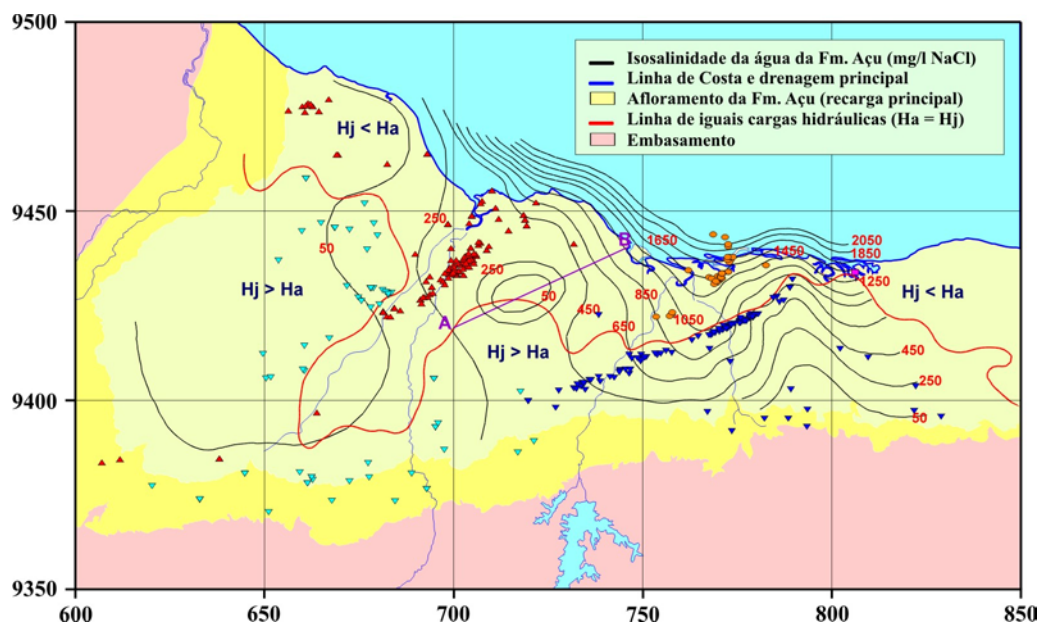 9500
9450
9400
9350
600
650
700
750
800
850
Isosalinidade da água da Fm. Açu (mg/l NaCl)
Linha de Costa e drenagem principal
Afloramento da Fm. Açu (recarga principal)
Linha de iguais cargas hidráulicas (Ha = Hj)
Embasamento
Hj < Ha
250
50
B
1650
1450
2050
1850
1250
Hj > Ha
250
50
850
Hj < Ha
450
A
1050
650
Hj > Ha
450
250
50